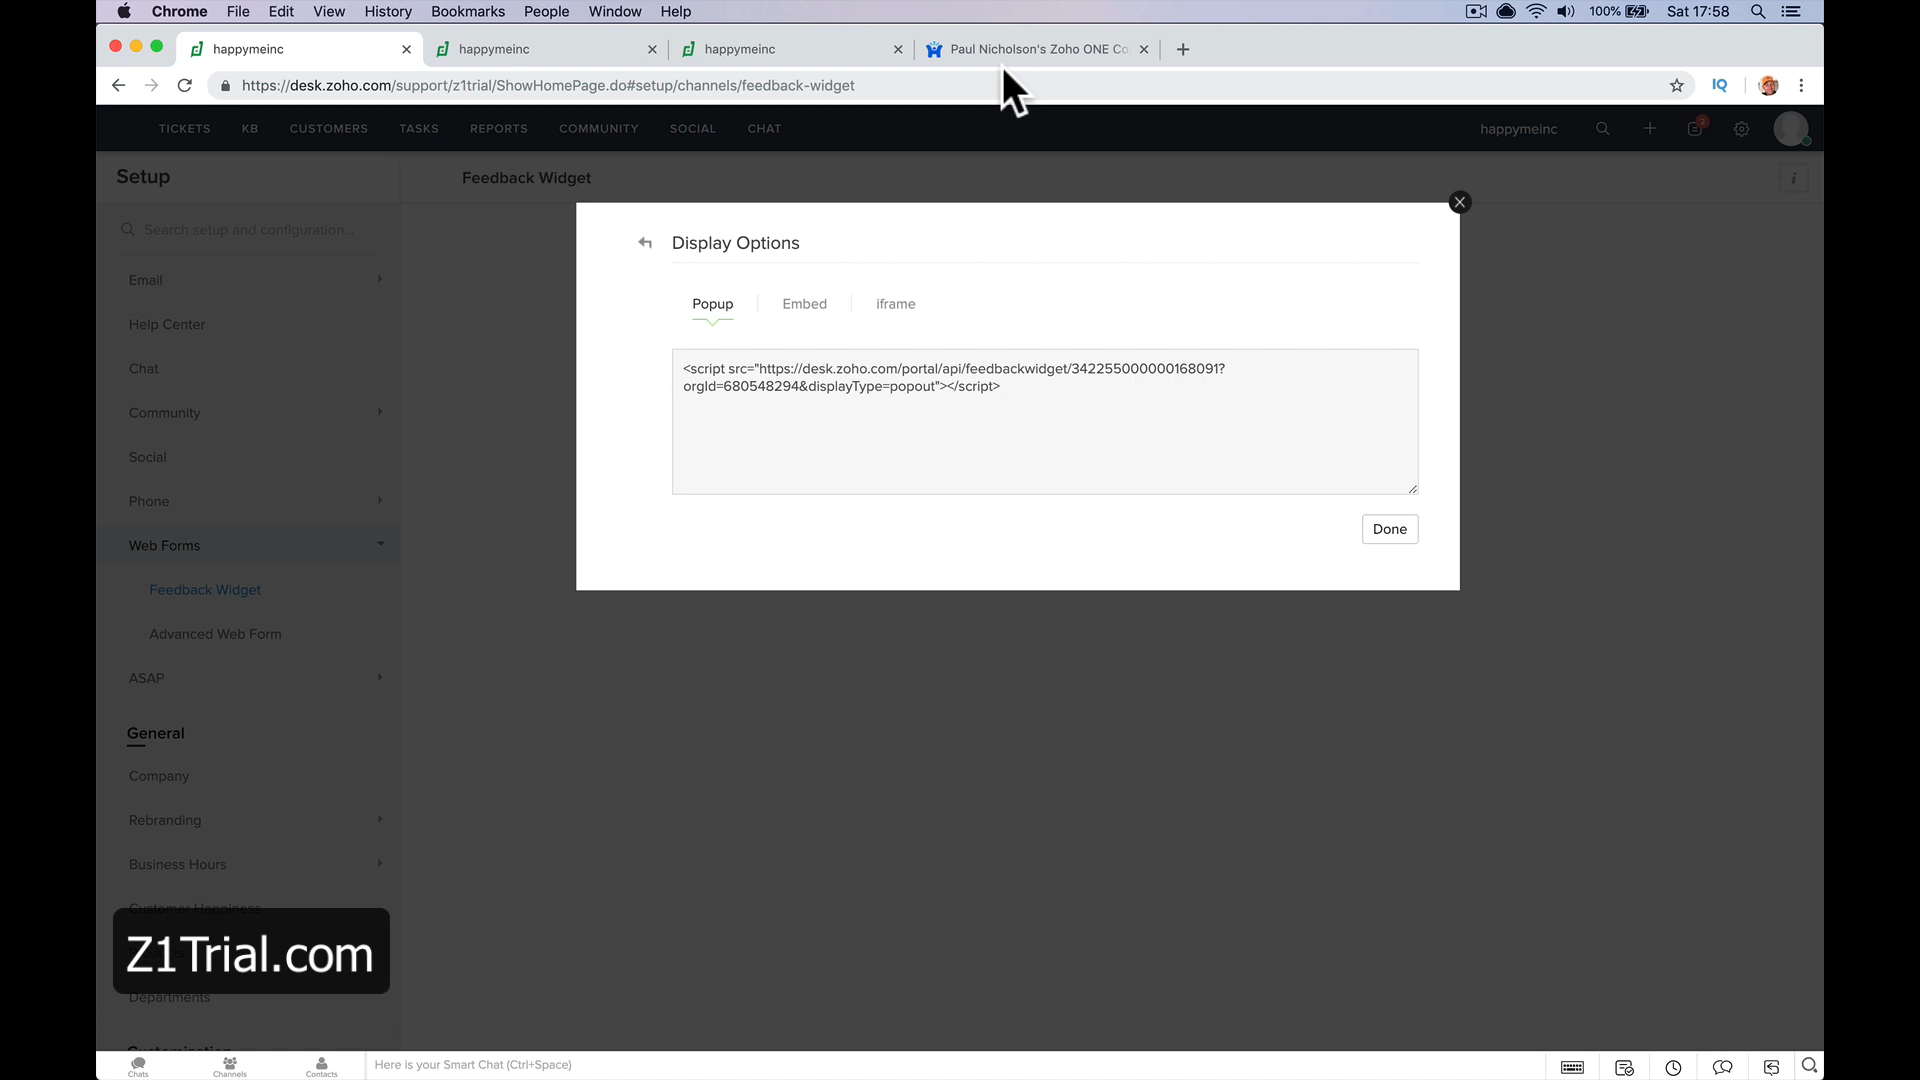 Chrome File Edit View History Bookmarks People Window Help 100% Sat 17:58
happymeinc happymeinc happymeinc Paul Nicholson's Zoho ONE Co
https://desk.zoho.com/support/z1trial/ShowHomePage.do#setup/channels/feedback-widget IQ
TICKETS KB CUSTOMERS TASKS REPORTS COMMUNITY SOCIAL CHAT happymeinc 2
Setup
Feedback Widget
Search setup and configuration...
Email
Help Center
Chat
Community
Social
Phone
Web Forms
Feedback Widget
Advanced Web Form
ASAP
General
Company
Rebranding
Business Hours
Customer Happiness
Departments
Customization
Display Options
Popup Embed iframe
<script src="https://desk.zoho.com/portal/api/feedbackwidget/342255000000168091?
orgId=680548294&displayType=popout"></script>
Done
Z1Trial.com
Chats Channels Contacts
Here is your Smart Chat (Ctrl+Space)